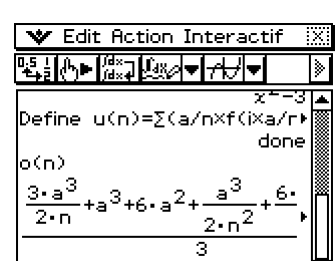 Edit Action Interactif
x²-3
Define u(n)=Σ(a/n×f(i×a/n
done
o(n)
3·a³/2·n+a³+6·a²+a³/2·n²+6·
3